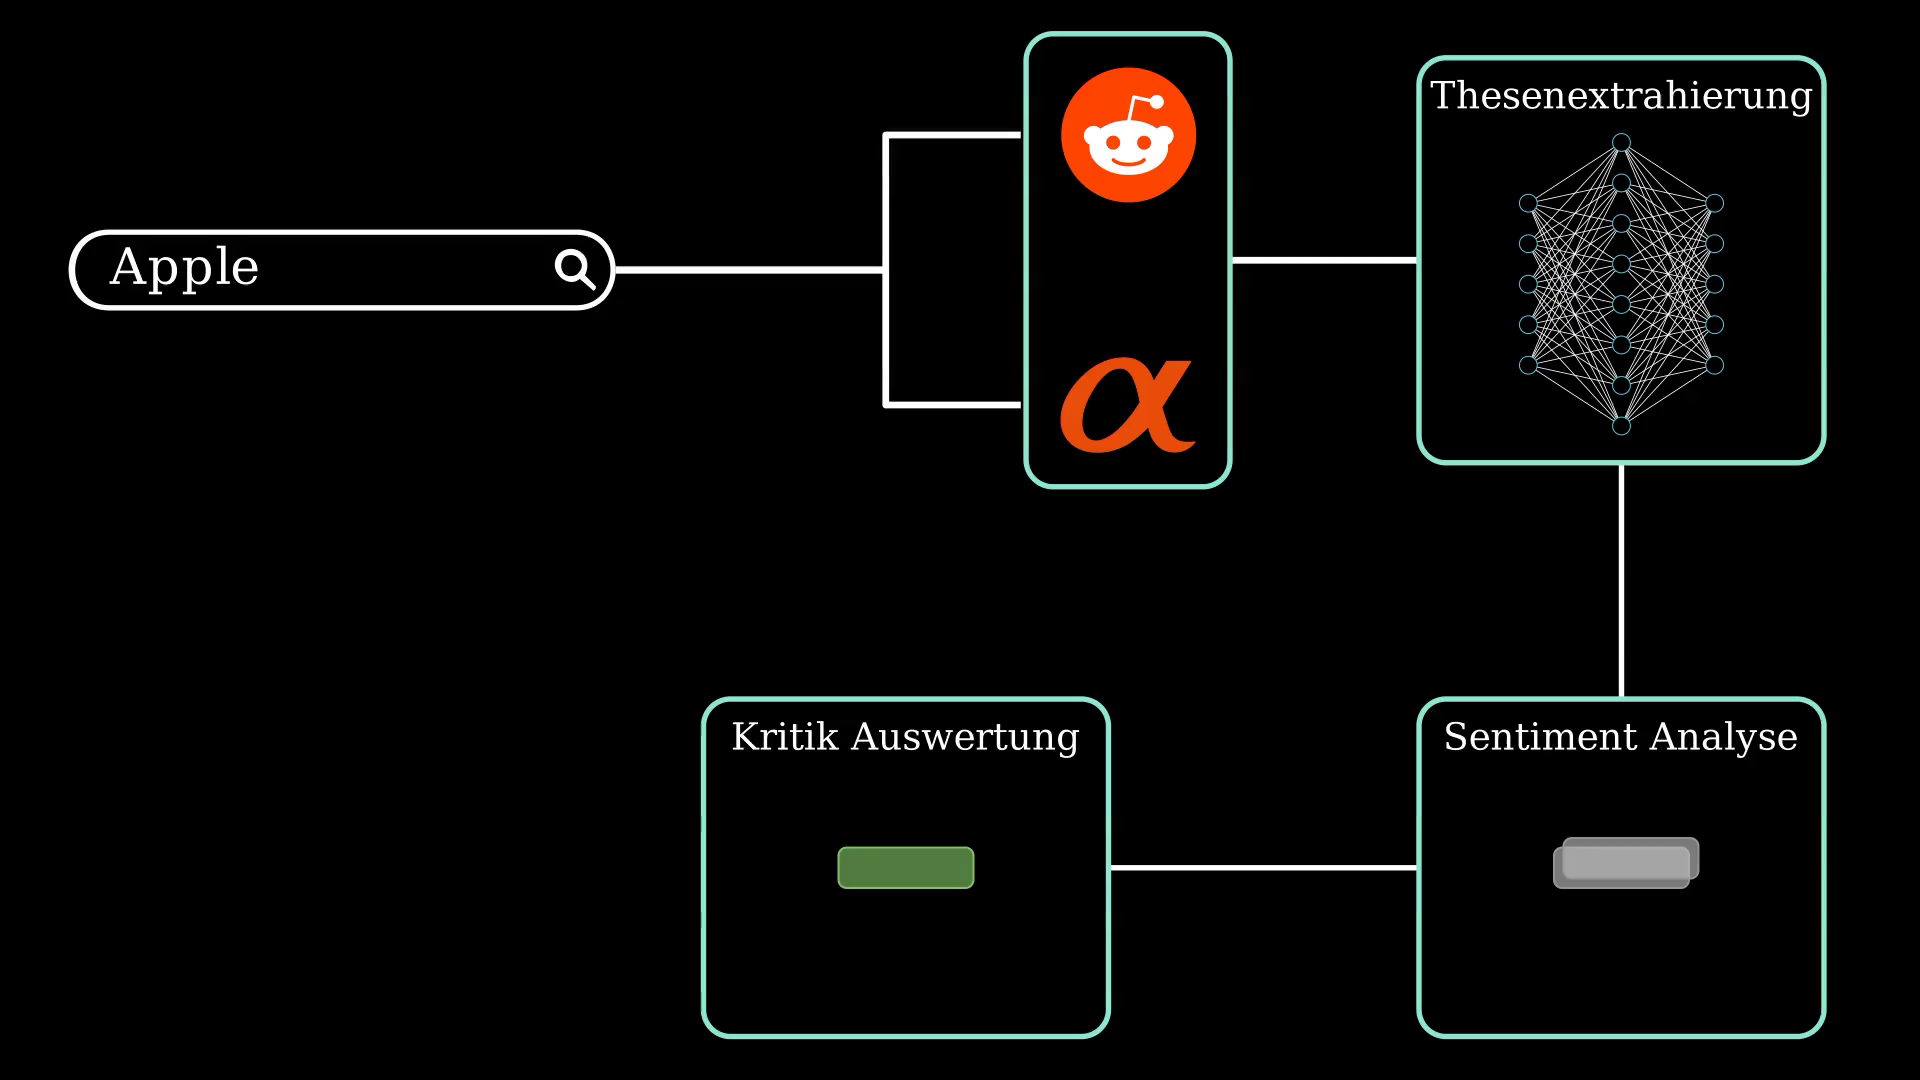 Apple
α
Thesenextrahierung
Kritik Auswertung
Sentiment Analyse